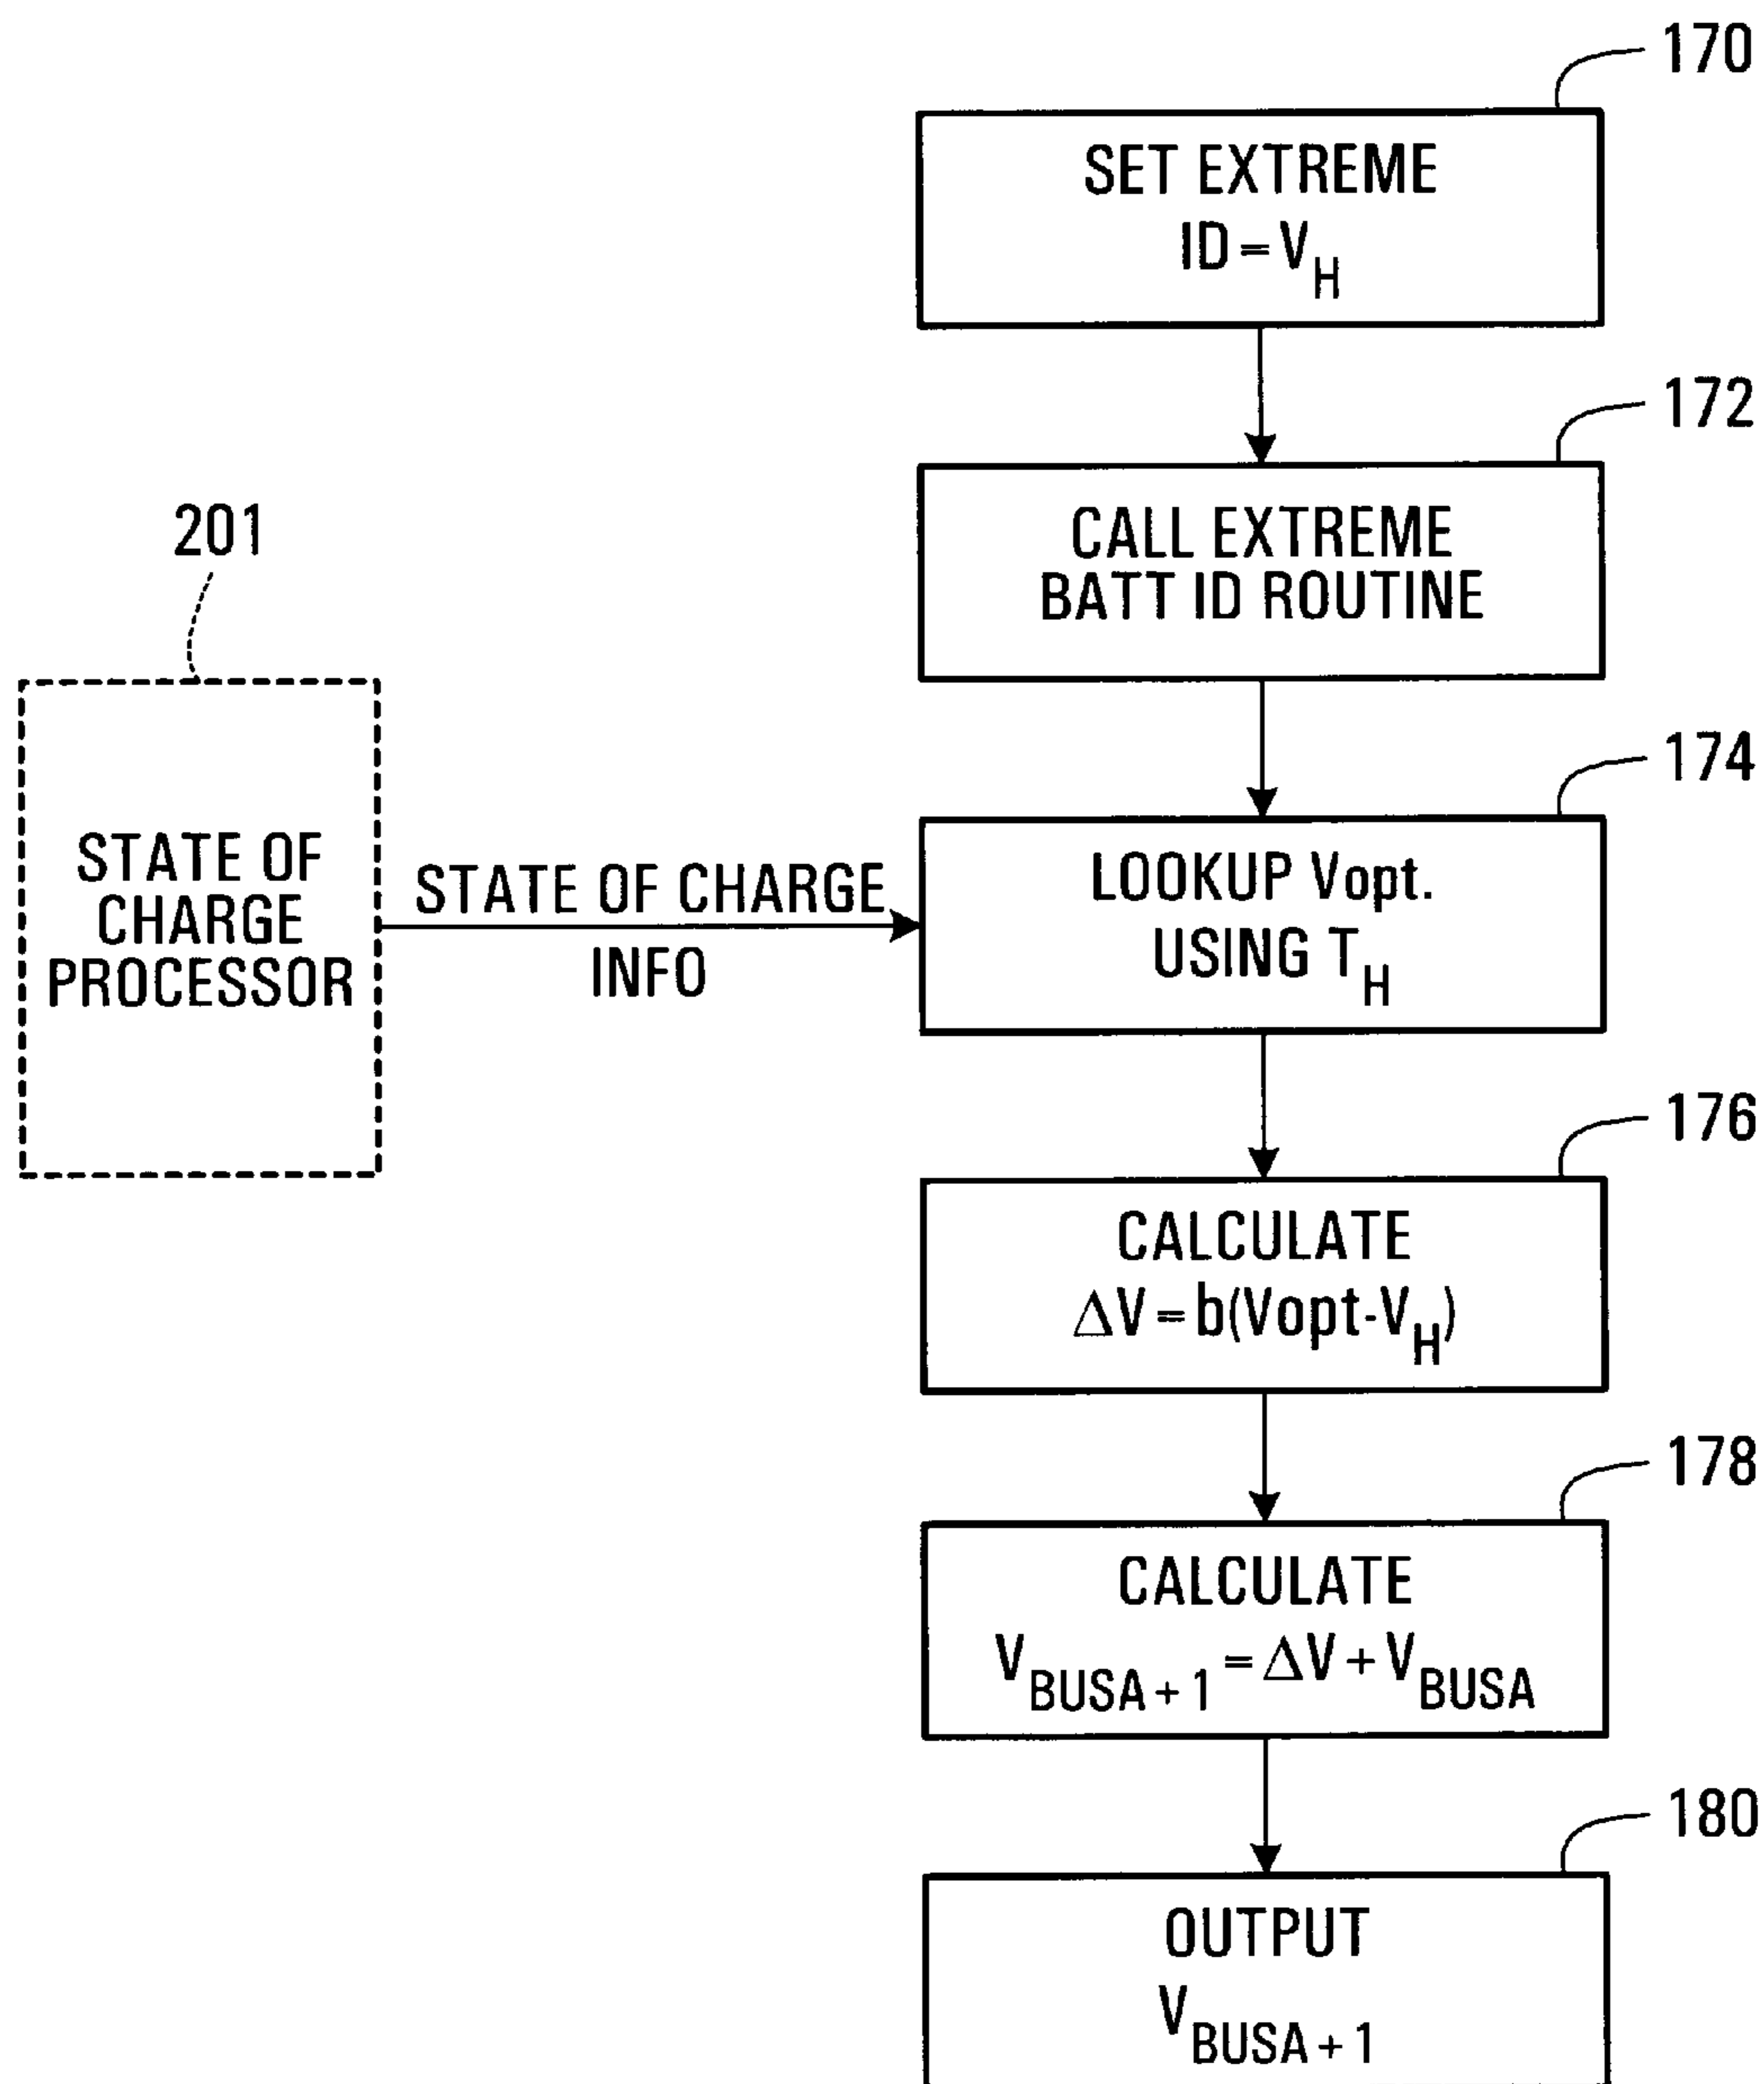 170
SET EXTREME
ID = V_H
172
CALL EXTREME
BATT ID ROUTINE
201
STATE OF
CHARGE
PROCESSOR
STATE OF CHARGE
INFO
174
LOOKUP Vopt.
USING T_H
176
CALCULATE
ΔV = b(Vopt-V_H)
178
CALCULATE
V_BUSA + 1 = ΔV + V_BUSA
180
OUTPUT
V_BUSA + 1